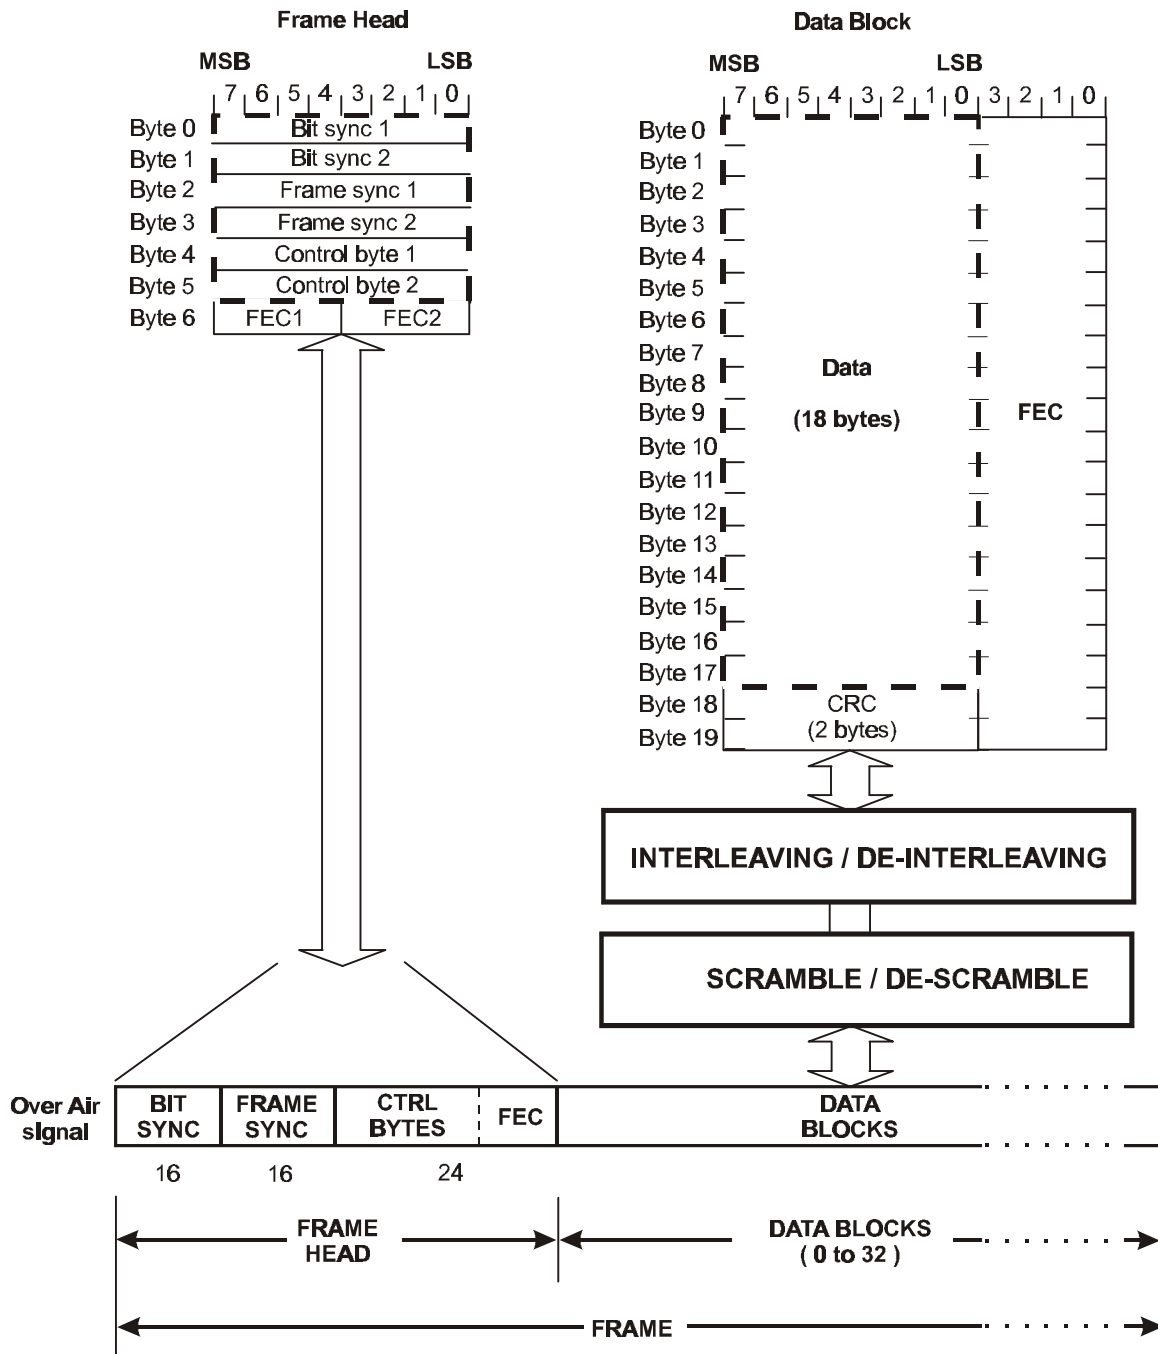 Frame Head
MSB LSB
7 6 5 4 3 2 1 0
Byte 0 Bit sync 1
Byte 1 Bit sync 2
Byte 2 Frame sync 1
Byte 3 Frame sync 2
Byte 4 Control byte 1
Byte 5 Control byte 2
Byte 6 FEC1 FEC2
Data Block
MSB LSB
7 6 5 4 3 2 1 0 3 2 1 0
Byte 0
Byte 1
Byte 2
Byte 3
Byte 4
Byte 5
Byte 6
Byte 7
Byte 8
Byte 9
Byte 10
Byte 11
Byte 12
Byte 13
Byte 14
Byte 15
Byte 16
Byte 17
Byte 18
Byte 19
Data
(18 bytes)
FEC
CRC
(2 bytes)
INTERLEAVING / DE-INTERLEAVING
SCRAMBLE / DE-SCRAMBLE
Over Air
signal
BIT
SYNC
FRAME
SYNC
CTRL
BYTES
FEC
DATA
BLOCKS
16 16 24
FRAME
HEAD
DATA BLOCKS
( 0 to 32 )
FRAME